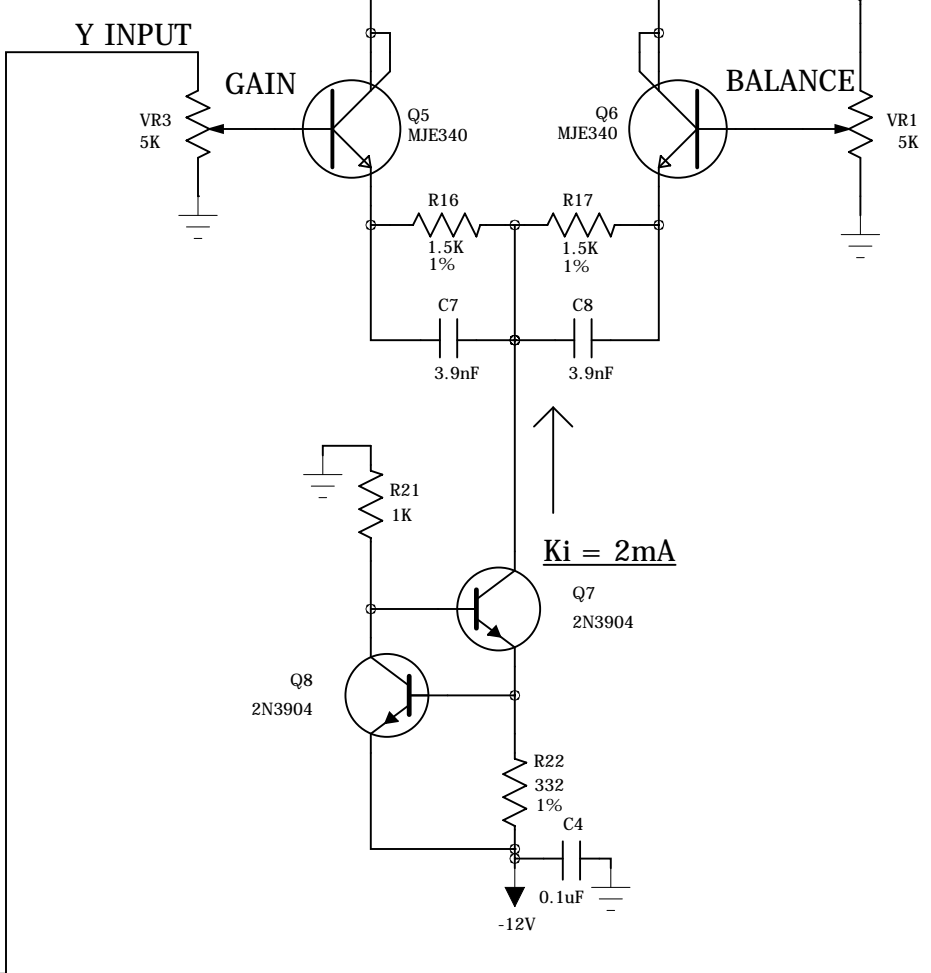 Y INPUT
GAIN
BALANCE
VR3
5K
Q5
MJE340
Q6
MJE340
VR1
5K
R16
1.5K
1%
R17
1.5K
1%
C7
3.9nF
C8
3.9nF
R21
1K
Ki = 2mA
Q7
2N3904
Q8
2N3904
R22
332
1%
C4
0.1uF
-12V